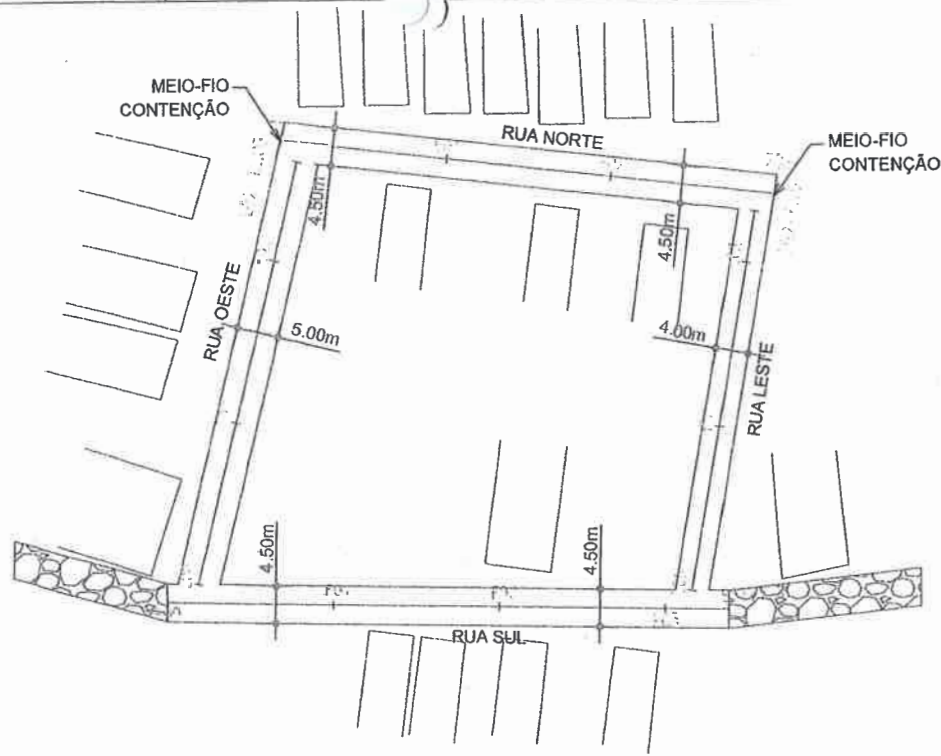 MEIO-FIO
CONTENÇÃO
RUA NORTE
MEIO-FIO
CONTENÇÃO
4.50m
4.50m
RUA OESTE
5.00m
4.00m
RUA LESTE
4.50m
4.50m
RUA SUL